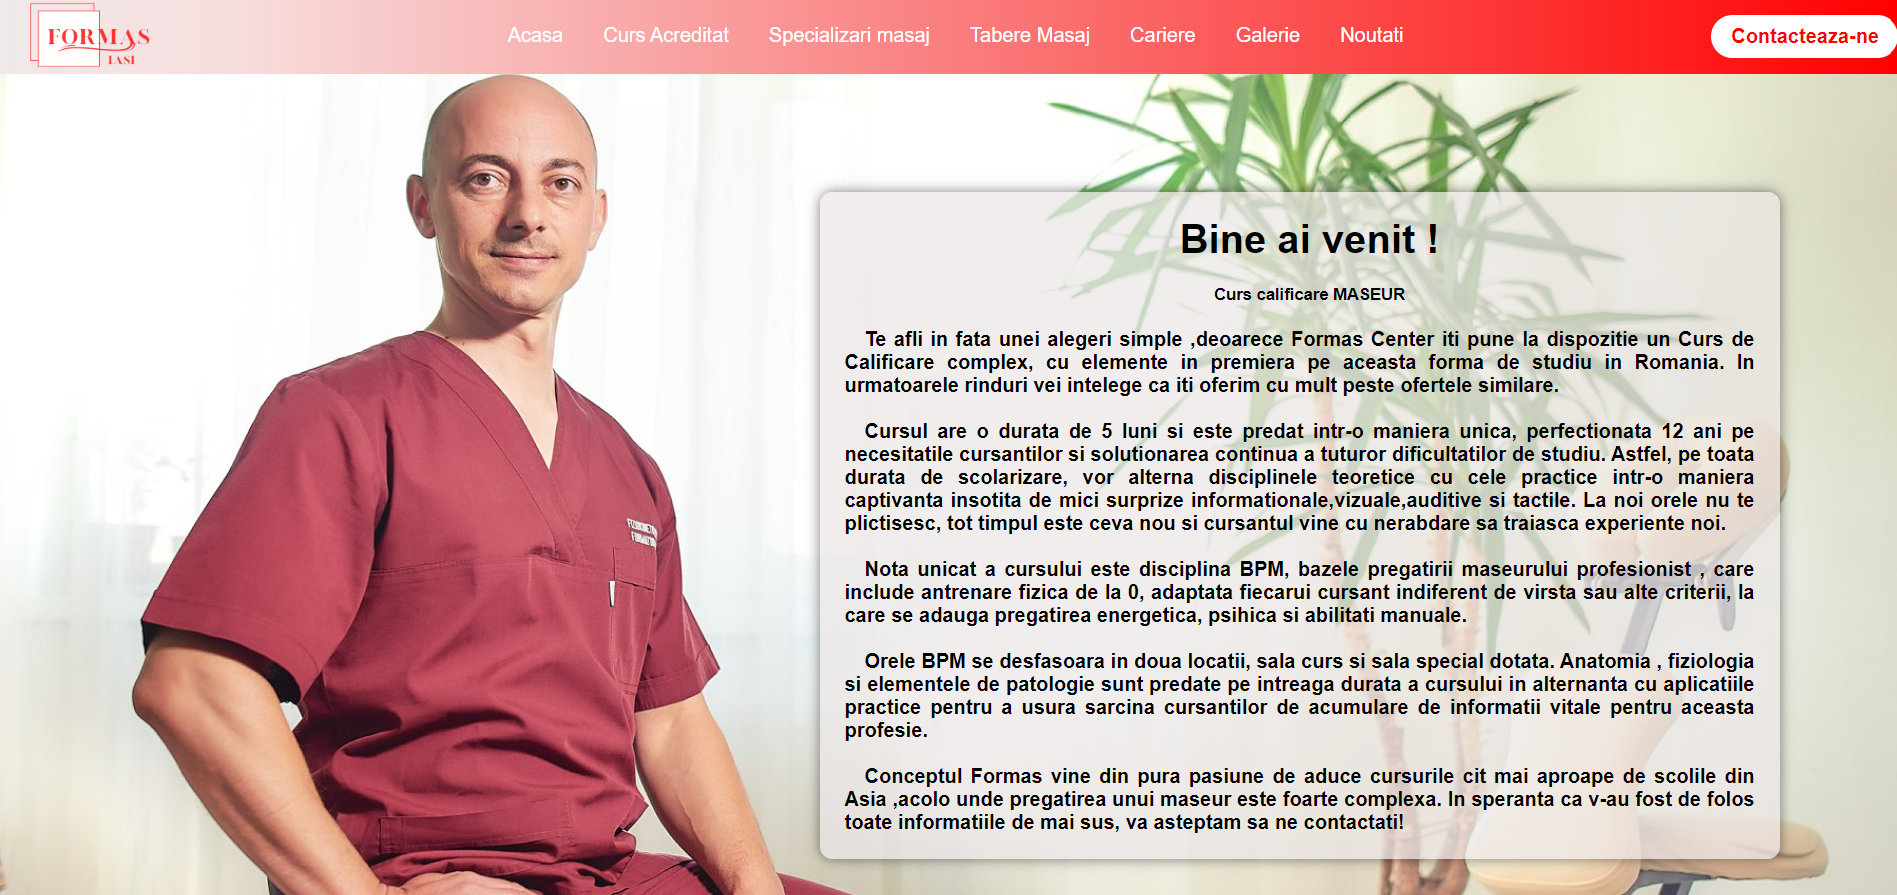 FORMAS
IASI
Acasa Curs Acreditat Specializari masaj Tabere Masaj Cariere Galerie Noutati
Contacteaza-ne
Bine ai venit !
Curs calificare MASEUR
Te afli in fata unei alegeri simple ,deoarece Formas Center iti pune la dispozitie un Curs de
Calificare complex, cu elemente in premiera pe aceasta forma de studiu in Romania. In
urmatoarele rinduri vei intelege ca iti oferim cu mult peste ofertele similare.
Cursul are o durata de 5 luni si este predat intr-o maniera unica, perfectionata 12 ani pe
necesitatile cursantilor si solutionarea continua a tuturor dificultatilor de studiu. Astfel, pe toata
durata de scolarizare, vor alterna disciplinele teoretice cu cele practice intr-o maniera
captivanta insotita de mici surprize informationale,vizuale,auditive si tactile. La noi orele nu te
plictisesc, tot timpul este ceva nou si cursantul vine cu nerabdare sa traiasca experiente noi.
Nota unicat a cursului este disciplina BPM, bazele pregatirii maseurului profesionist , care
include antrenare fizica de la 0, adaptata fiecarui cursant indiferent de virsta sau alte criterii, la
care se adauga pregatirea energetica, psihica si abilitati manuale.
Orele BPM se desfasoara in doua locatii, sala curs si sala special dotata. Anatomia , fiziologia
si elementele de patologie sunt predate pe intreaga durata a cursului in alternanta cu aplicatiile
practice pentru a usura sarcina cursantilor de acumulare de informatii vitale pentru aceasta
profesie.
Conceptul Formas vine din pura pasiune de aduce cursurile cit mai aproape de scolile din
Asia ,acolo unde pregatirea unui maseur este foarte complexa. In speranta ca v-au fost de folos
toate informatiile de mai sus, va asteptam sa ne contactati!